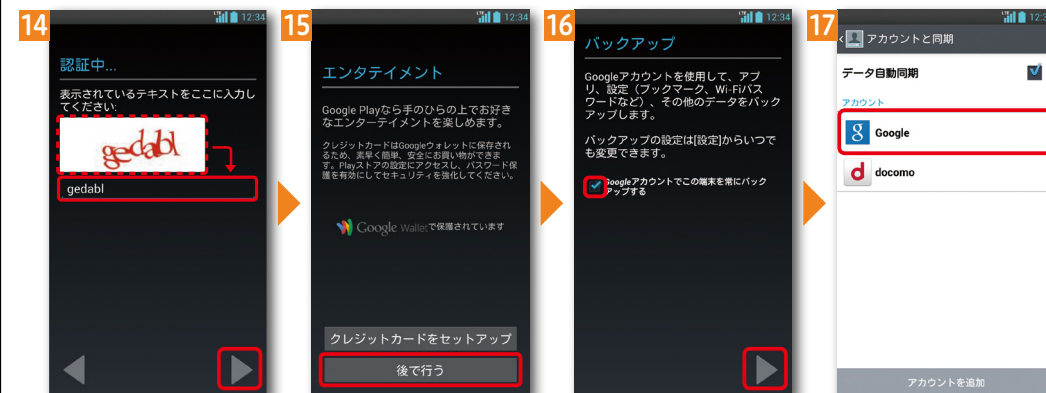 14
12:34
認証中...
表示されているテキストをここに入力し
てください:
gedabl
gedabl
15
12:34
エンタテイメント
Google Playなら手のひらの上でお好き
なエンターテイメントを楽しめます。
クレジットカードはGoogleウォレットに保存され
るため、素早く簡単、安全にお買い物ができま
す。Playストアの設定にアクセスし、パスワード保
護を有効にしてセキュリティを強化してください。
Google Walletで保護されています
クレジットカードをセットアップ
後で行う
16
12:34
バックアップ
Googleアカウントを使用して、アプ
リ、設定（ブックマーク、Wi-Fiパス
ワードなど）、その他のデータをバック
アップします。
バックアップの設定は[設定]からいつで
も変更できます。
Googleアカウントでこの端末を常にバック
アップする
17
アカウントと同期
データ自動同期
アカウント
8 Google
d docomo
アカウントを追加